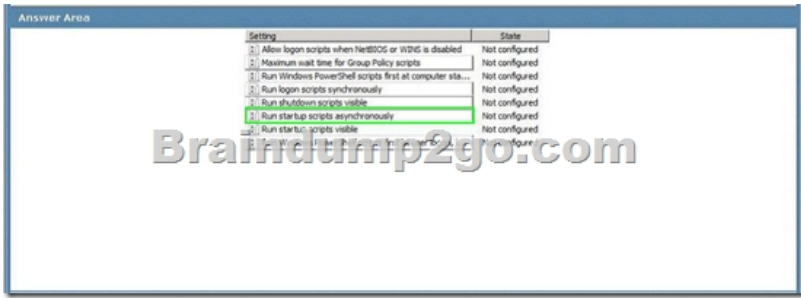 Answer Area
Setting State
Allow logon scripts when NetBIOS or WINS is disabled Not configured
Maximum wait time for Group Policy scripts Not configured
Run Windows PowerShell scripts first at computer sta... Not configured
Run logon scripts synchronously Not configured
Run shutdown scripts visible Not configured
Run startup scripts asynchronously Not configured
Run startup scripts visible Not configured
Braindump2go.com